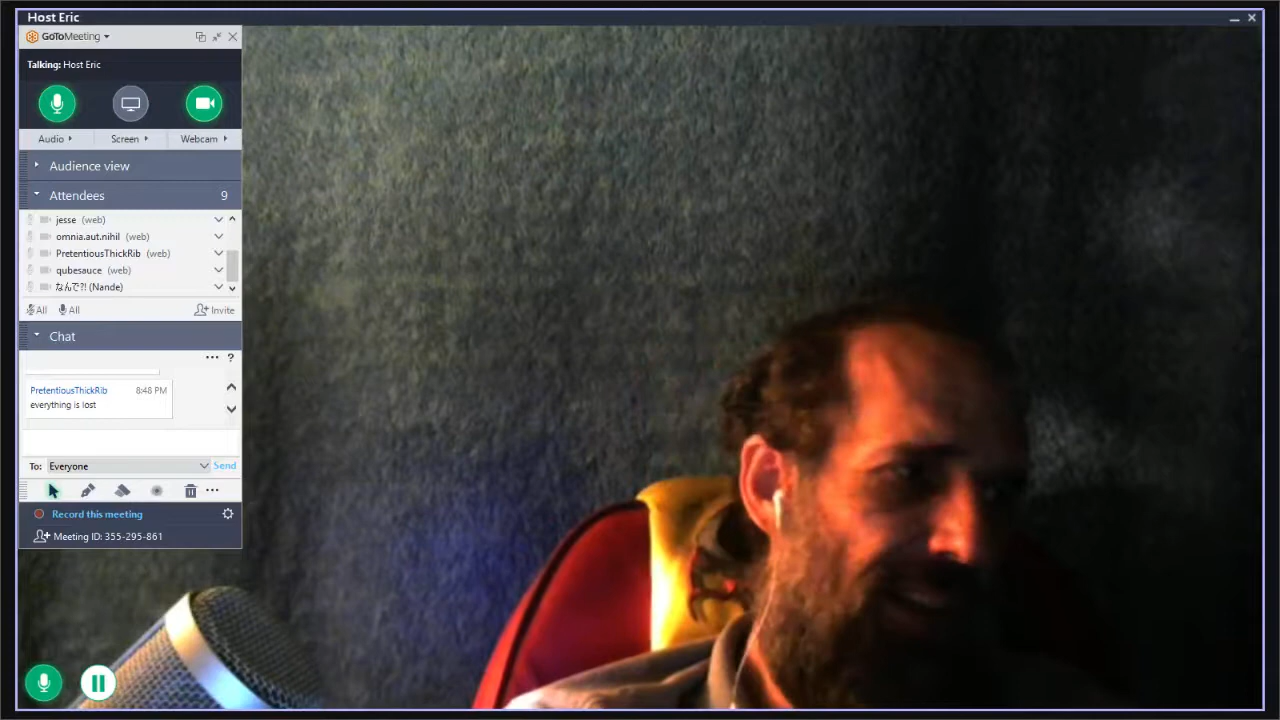 Host Eric
GoToMeeting
Talking: Host Eric
Audio
Screen
Webcam
Audience view
Attendees 9
jesse (web)
omnia.aut.nihil (web)
PretentiousThickRib (web)
qubesauce (web)
なんで?! (Nande)
All All Invite
Chat
... ?
PretentiousThickRib 8:48 PM
everything is lost
To: Everyone Send
...
Record this meeting
Meeting ID: 355-295-861